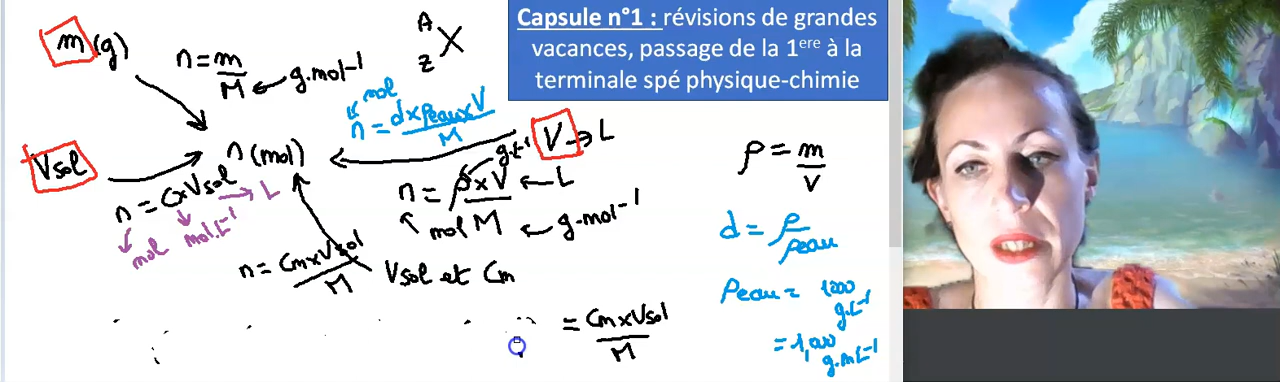 Capsule n°1 : révisions de grandes
vacances, passage de la 1ere à la
terminale spé physique-chimie
m (g)
n = m / M ← g.mol-1
A
Z X
mol
n = d x ρeau x V / M
Vsol
n (mol)
V → L
n = C x Vsol → L
mol mol.L-1
g.L-1
n = ρ x V ← L
mol M ← g.mol-1
ρ = m / V
d = ρ / ρeau
n = Cm x Vsol / M
Vsol et Cm
ρeau = 1000
g.L-1
= 1,00
g.mL-1
= Cm x Vsol / M